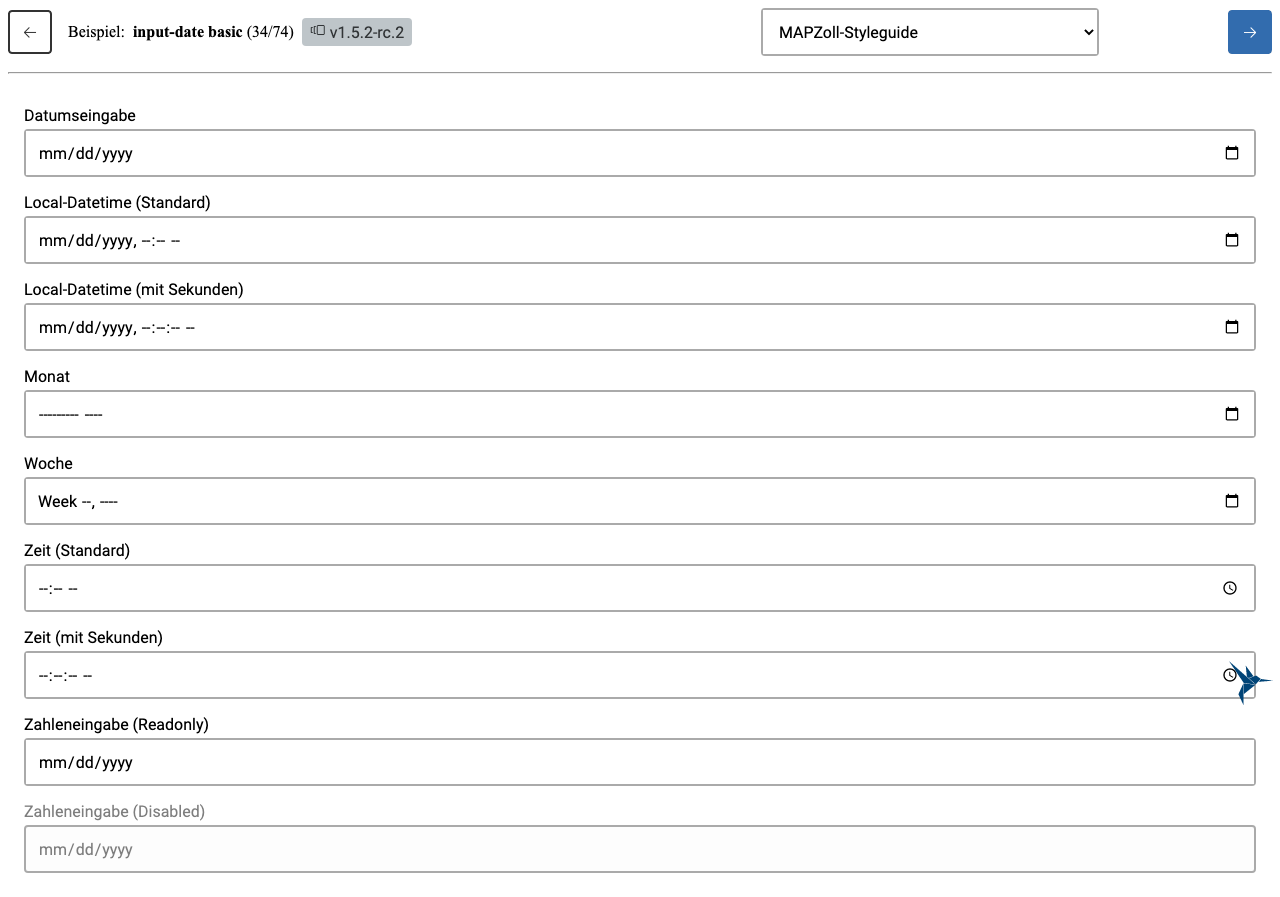 Beispiel: input-date basic (34/74) v1.5.2-rc.2 MAPZoll-Styleguide
Datumseingabe
mm/dd/yyyy
Local-Datetime (Standard)
mm/dd/yyyy, --:-- --
Local-Datetime (mit Sekunden)
mm/dd/yyyy, --:--:-- --
Monat
--------- ----
Woche
Week --, ----
Zeit (Standard)
--:-- --
Zeit (mit Sekunden)
--:--:-- --
Zahleneingabe (Readonly)
mm/dd/yyyy
Zahleneingabe (Disabled)
mm/dd/yyyy